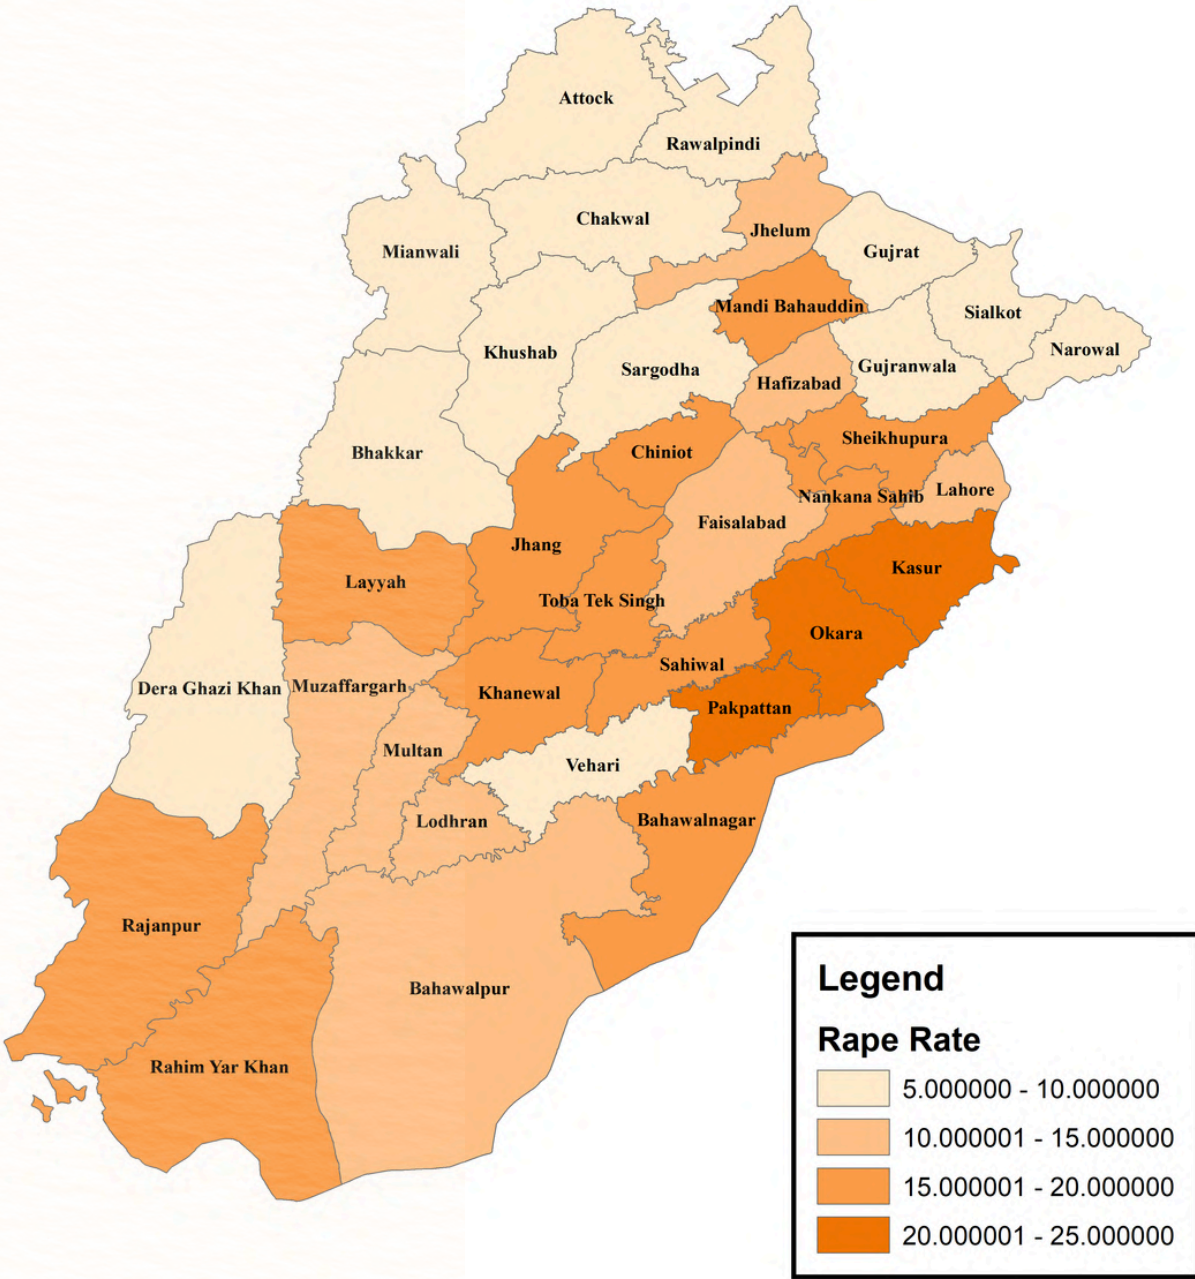 Attock
Rawalpindi
Chakwal
Jhelum
Mianwali
Gujrat
Mandi Bahauddin
Sialkot
Narowal
Khushab
Sargodha
Gujranwala
Hafizabad
Sheikhupura
Bhakkar
Chiniot
Lahore
Nankana Sahib
Faisalabad
Jhang
Kasur
Layyah
Toba Tek Singh
Okara
Sahiwal
Dera Ghazi Khan
Muzaffargarh
Khanewal
Pakpattan
Multan
Vehari
Lodhran
Bahawalnagar
Rajanpur
Bahawalpur
Rahim Yar Khan
Legend
Rape Rate
5.000000 - 10.000000
10.000001 - 15.000000
15.000001 - 20.000000
20.000001 - 25.000000